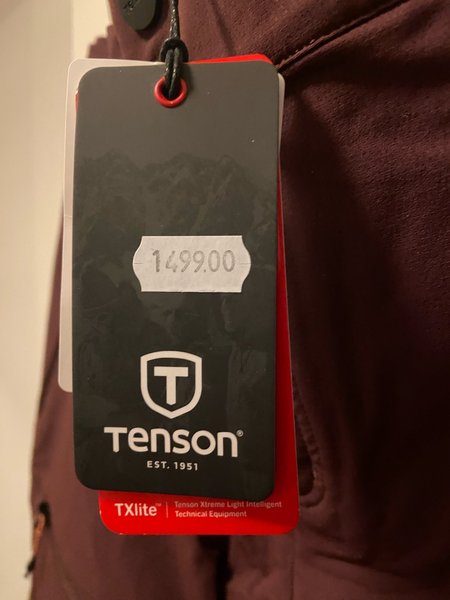 1499.00
T
Tenson®
EST. 1951
TXlite™ Tenson Xtreme Light Intelligent
Technical Equipment